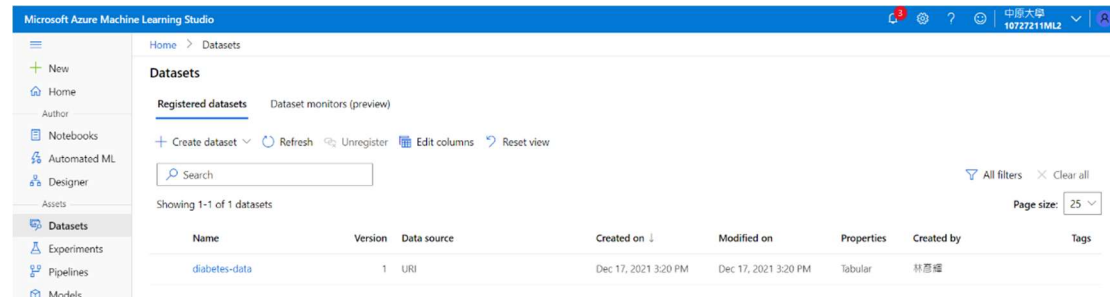 Microsoft Azure Machine Learning Studio
3
?
中原大學
10727211ML2
New
Home
Author
Notebooks
Automated ML
Designer
Assets
Datasets
Experiments
Pipelines
Models
Home > Datasets
Datasets
Registered datasets Dataset monitors (preview)
Create dataset Refresh Unregister Edit columns Reset view
Search
All filters Clear all
Showing 1-1 of 1 datasets
Page size: 25
Name Version Data source Created on ↓ Modified on Properties Created by Tags
diabetes-data 1 URI Dec 17, 2021 3:20 PM Dec 17, 2021 3:20 PM Tabular 林彥輝